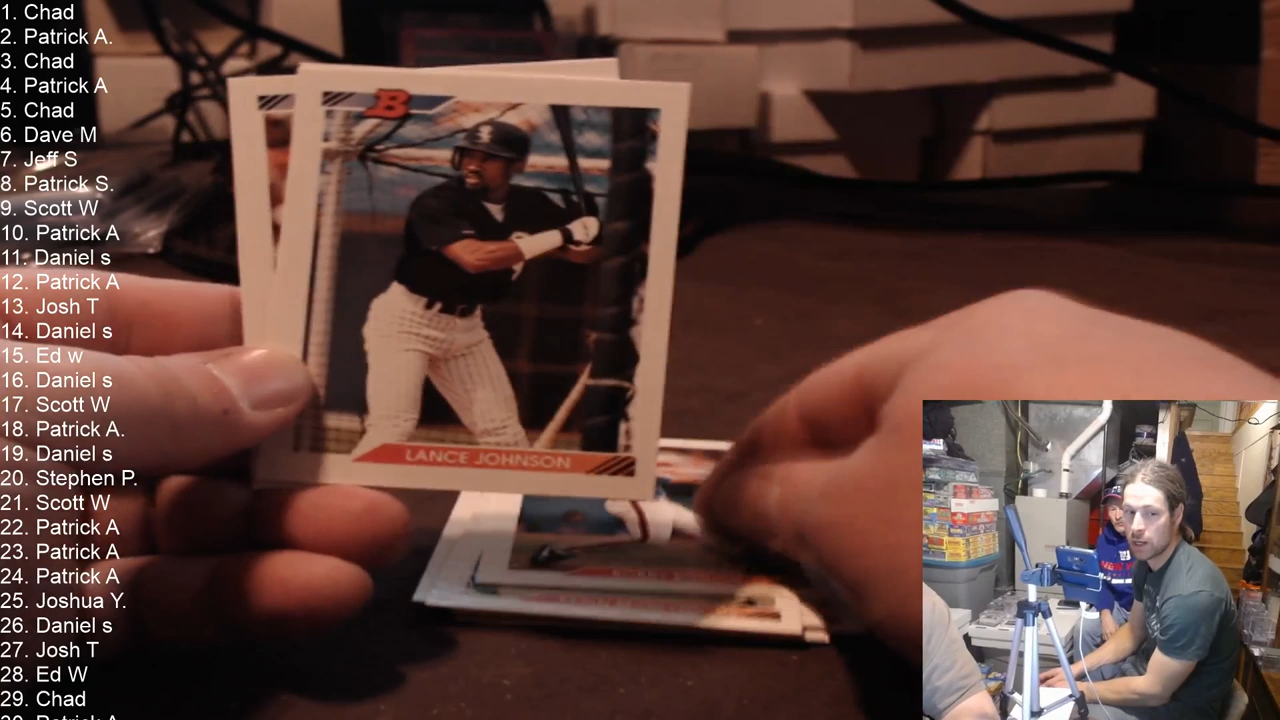 1. Chad
2. Patrick A.
3. Chad
4. Patrick A
5. Chad
6. Dave M
7. Jeff S
8. Patrick S.
9. Scott W
10. Patrick A
11. Daniel s
12. Patrick A
13. Josh T
14. Daniel s
15. Ed w
16. Daniel s
17. Scott W
18. Patrick A.
19. Daniel s
20. Stephen P.
21. Scott W
22. Patrick A
23. Patrick A
24. Patrick A
25. Joshua Y.
26. Daniel s
27. Josh T
28. Ed W
29. Chad
30. Patrick A
B
LANCE JOHNSON